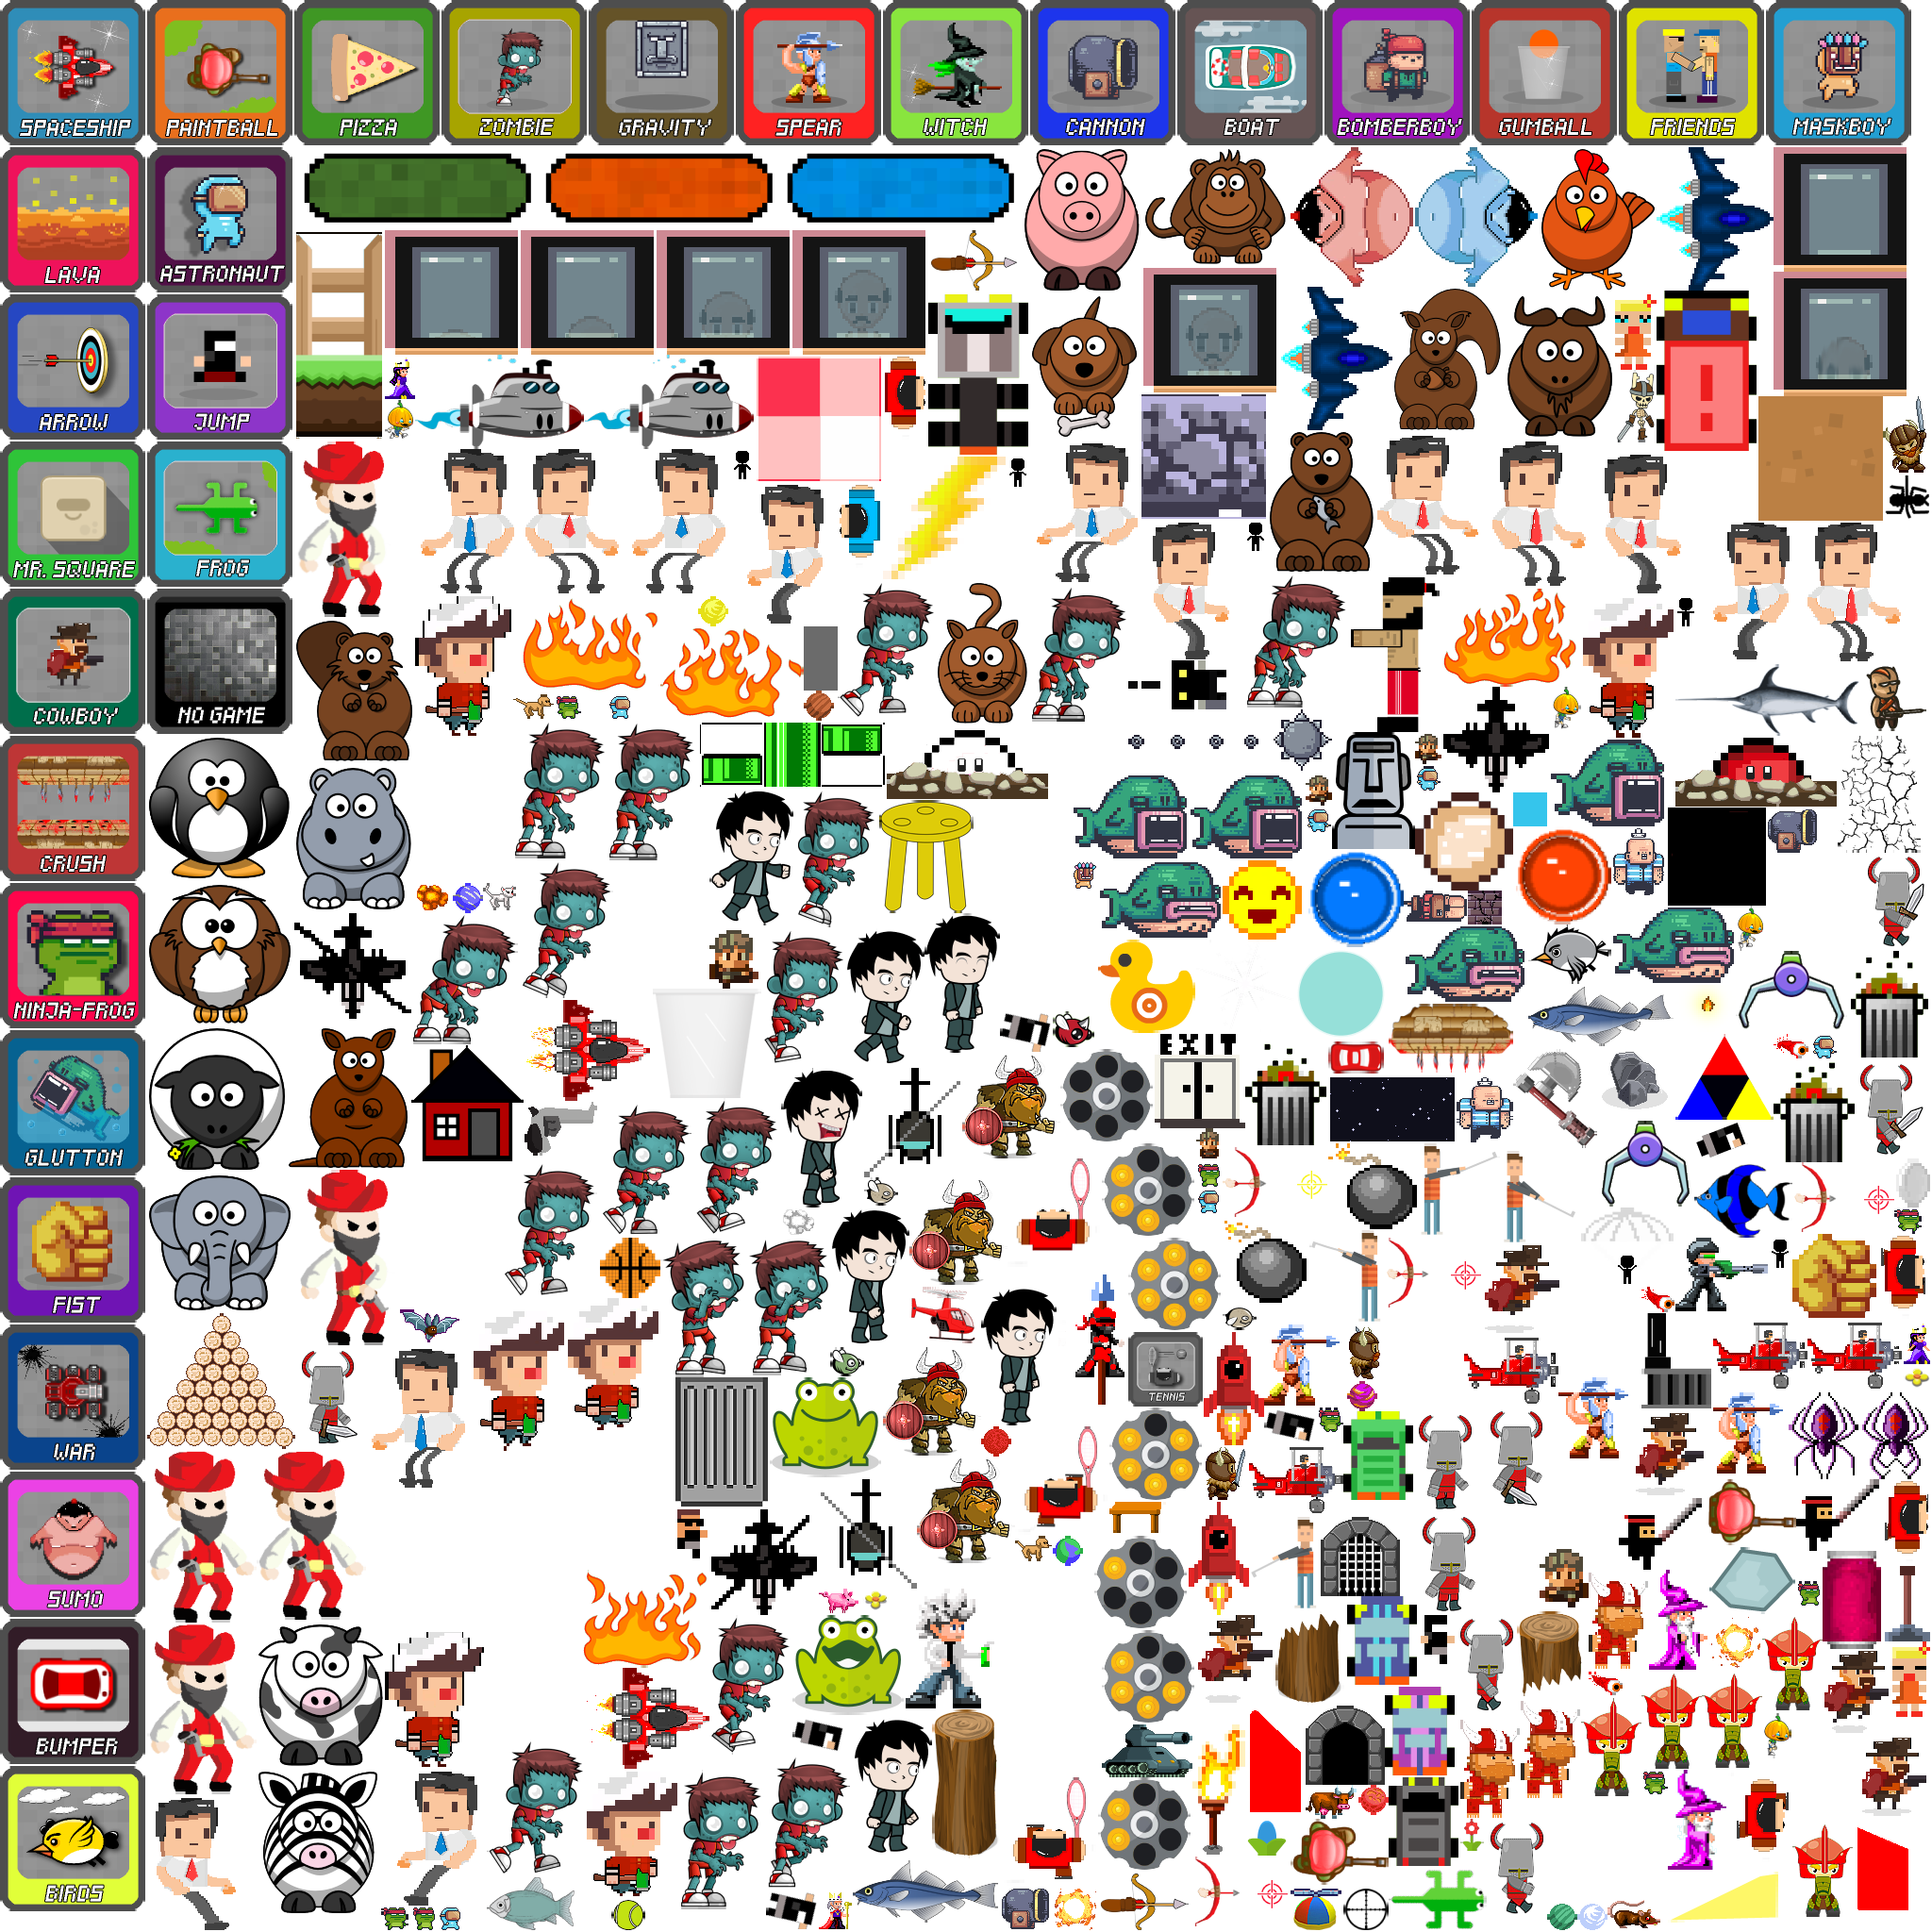 SPACESHIP
PAINTBALL
PIZZA
ZOMBIE
GRAVITY
SPEAR
WITCH
CANNON
BOAT
BOMBERBOY
GUMBALL
FRIENDS
MASKBOY
LAVA
ASTRONAUT
ARROW
JUMP
MR. SQUARE
FROG
COWBOY
NO GAME
CRUSH
NINJA-FROG
GLUTTON
EXIT
FIST
WAR
TENNIS
SUMO
BUMPER
BIRDS